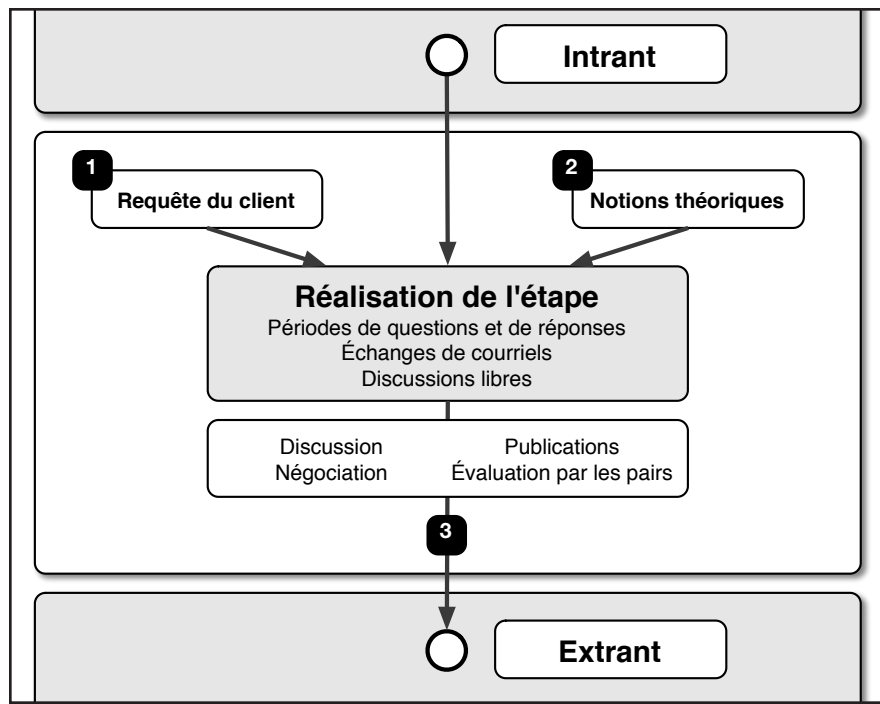 Intrant
1
Requête du client
2
Notions théoriques
Réalisation de l'étape
Périodes de questions et de réponses
Échanges de courriels
Discussions libres
Discussion
Négociation
Publications
Évaluation par les pairs
3
Extrant